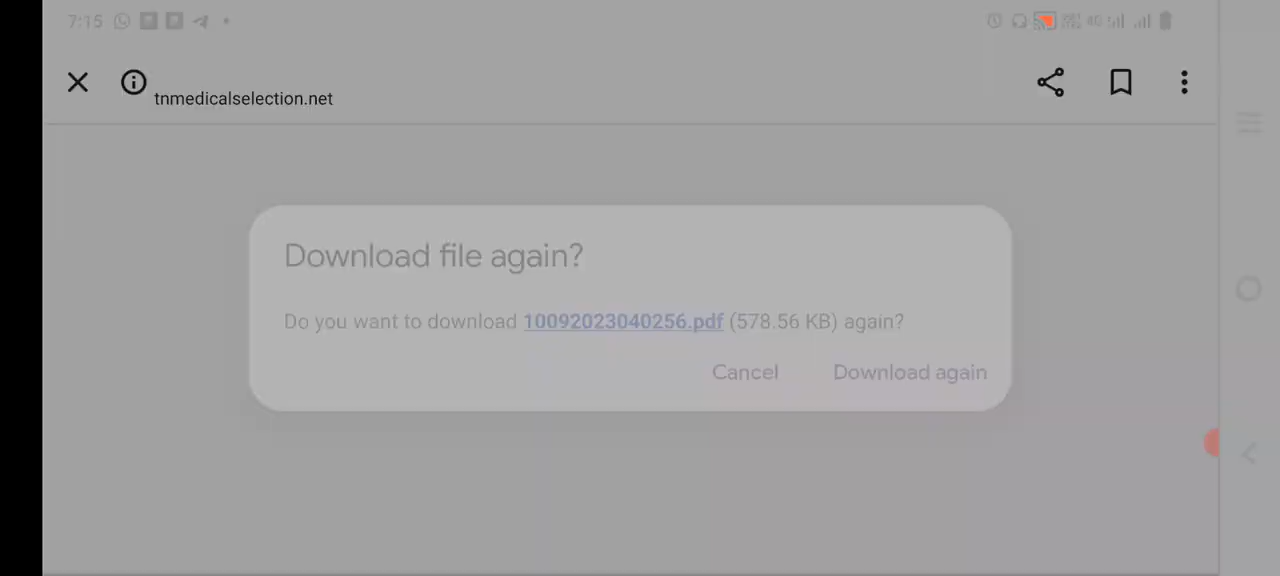 7:15
4G
tnmedicalselection.net
Download file again?
Do you want to download 10092023040256.pdf (578.56 KB) again?
Cancel Download again